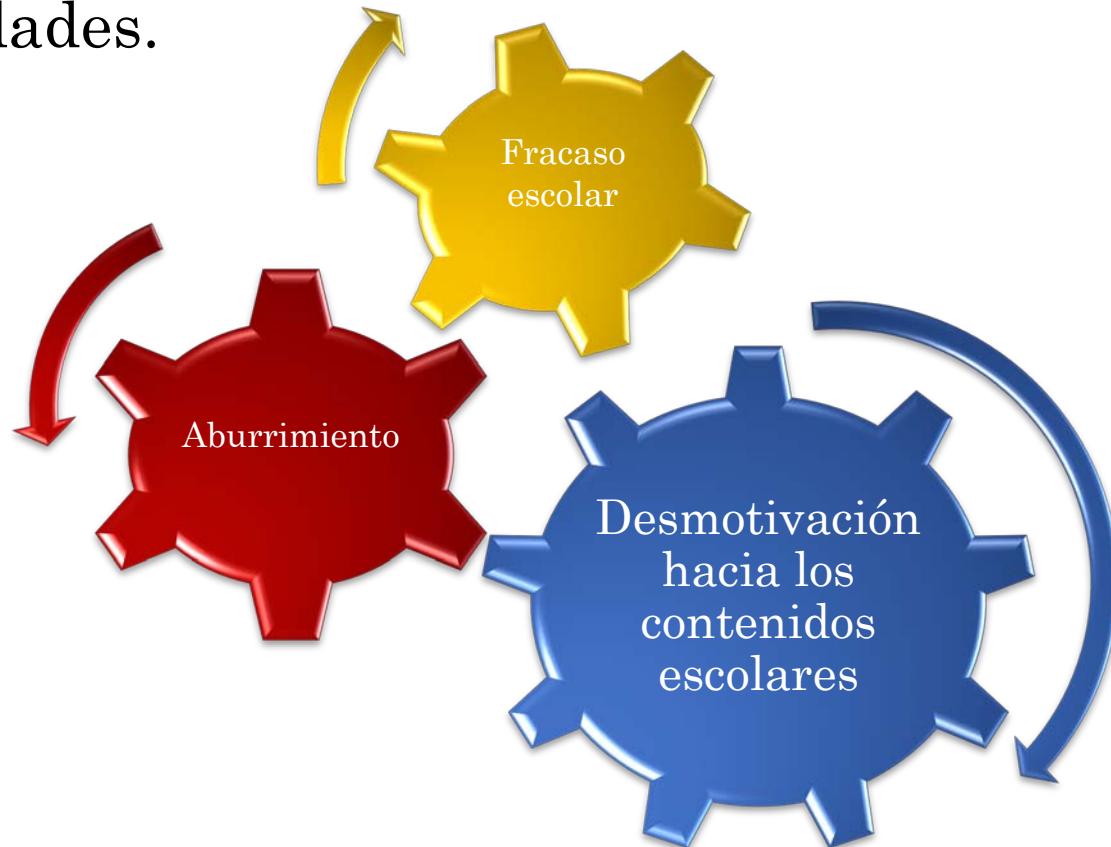 lades.
Fracaso
escolar
Aburrimiento
Desmotivación
hacia los
contenidos
escolares